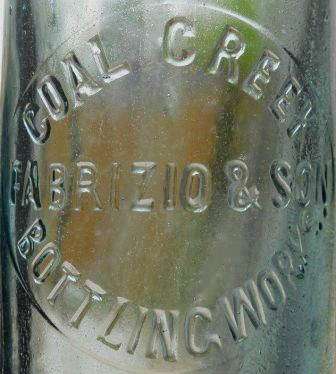 COAL CREEK
FABRIZIO & SON
BOTTLING WORKS